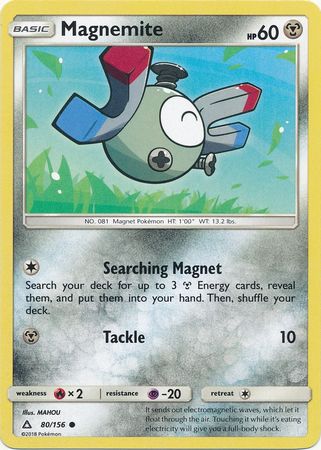 BASIC Magnemite HP60
NO. 081 Magnet Pokémon HT: 1'00" WT: 13.2 lbs.
Searching Magnet
Search your deck for up to 3 Energy cards, reveal
them, and put them into your hand. Then, shuffle your
deck.
Tackle 10
weakness ×2 resistance -20 retreat
Illus. MAHOU
80/156
©2018 Pokémon
It sends out electromagnetic waves, which let it
float through the air. Touching it while it's eating
electricity will give you a full-body shock.